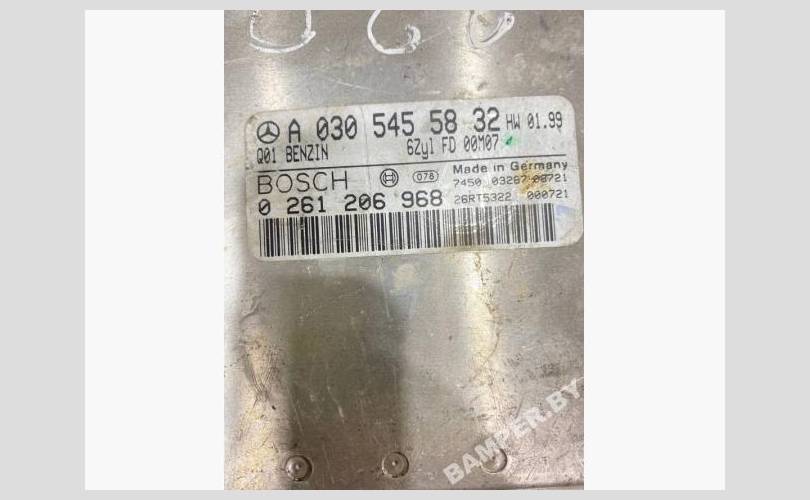 A 030 545 58 32 HW 01.99
Q01 BENZIN 6Zyl FD 00M07
BOSCH 078 Made in Germany
7450 03287 08721
0 261 206 968 26RT5322 000721
BAMPER.BY